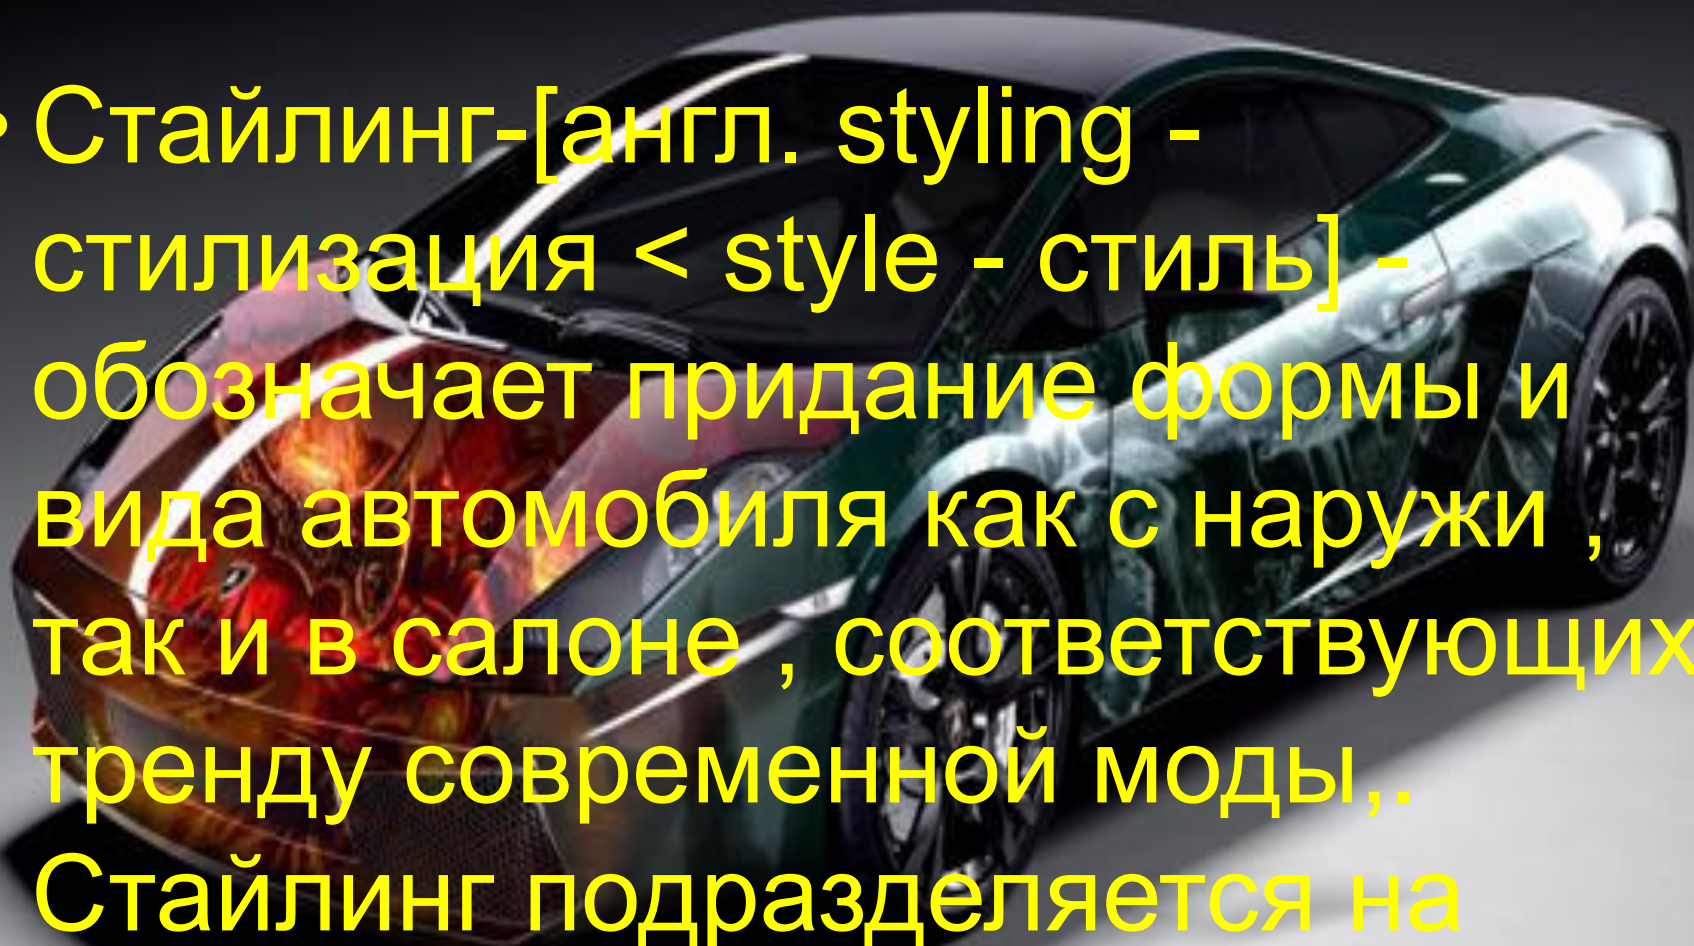 • Стайлинг-[англ. styling -
стилизация < style - стиль] -
обозначает придание формы и
вида автомобиля как с наружи ,
так и в салоне , соответствующих
тренду современной моды,.
Стайлинг подразделяется на